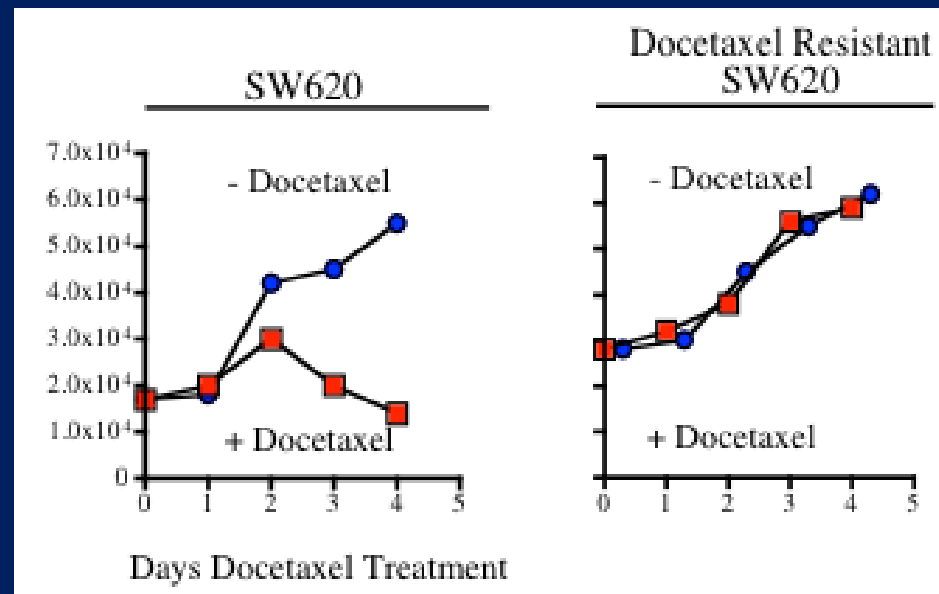 SW620
Docetaxel Resistant
SW620
7.0x10⁴
6.0x10⁴
5.0x10⁴
4.0x10⁴
3.0x10⁴
2.0x10⁴
1.0x10⁴
0
- Docetaxel
+ Docetaxel
0 1 2 3 4 5
- Docetaxel
+ Docetaxel
0 1 2 3 4 5
Days Docetaxel Treatment